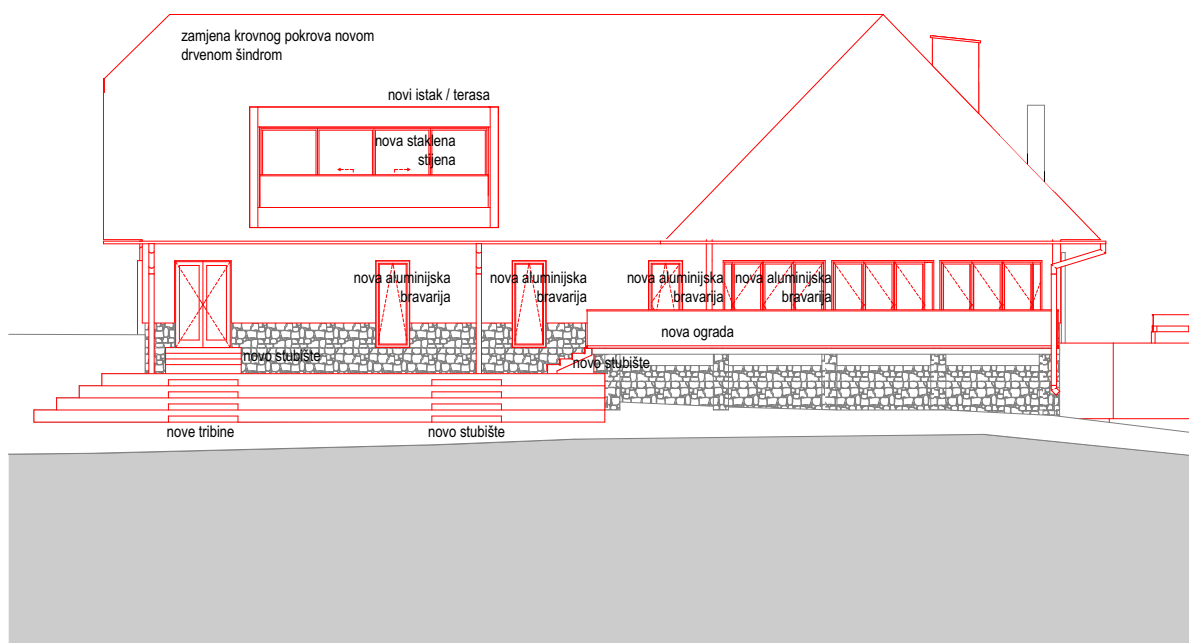 zamjena krovnog pokrova novom
drvenom šindrom
novi istak / terasa
nova staklena
stijena
nova aluminijska
bravarija
nova aluminijska
bravarija
nova aluminijska
bravarija
nova aluminijska
bravarija
nova ograda
novo stubište
novo stubište
nove tribine
novo stubište